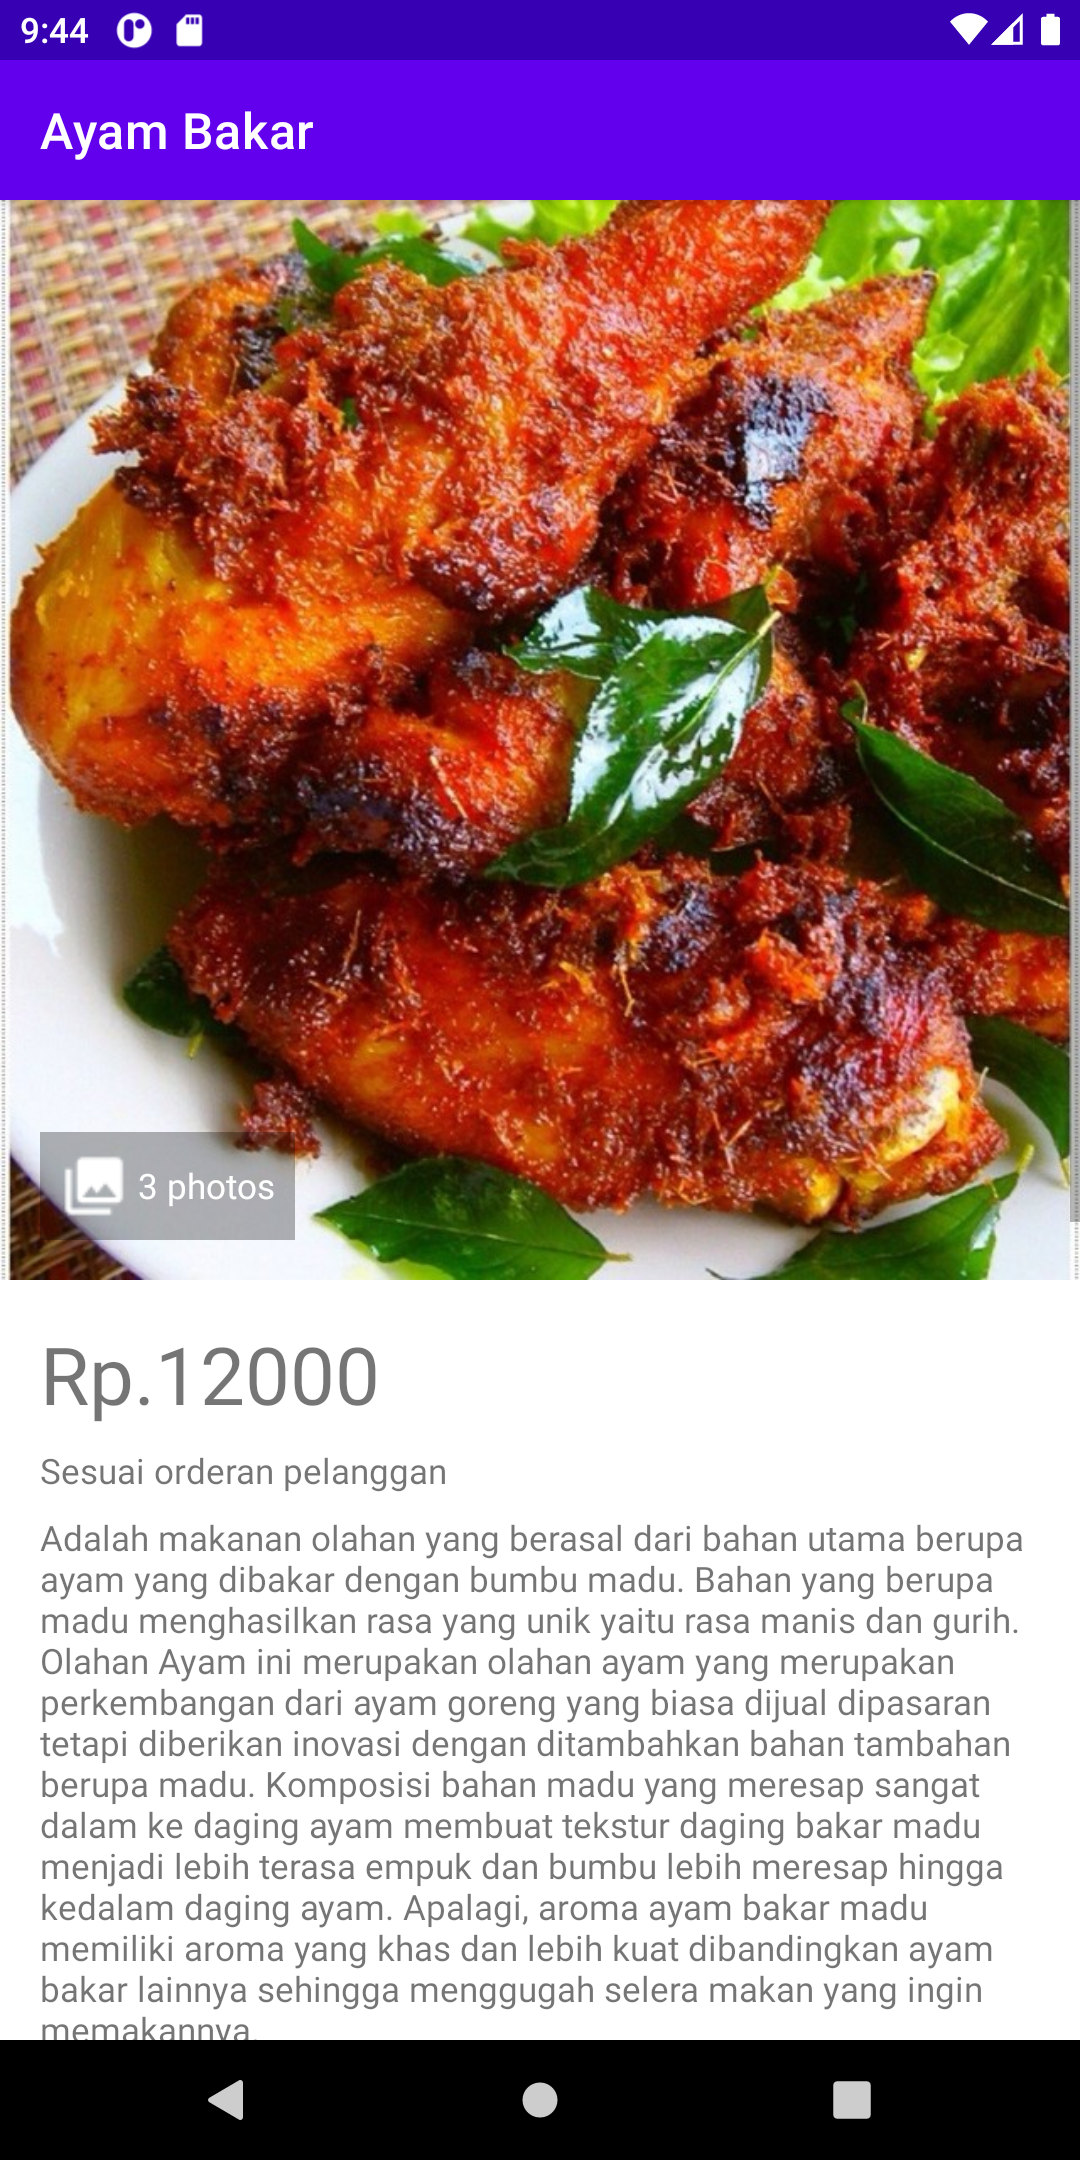 9:44
Ayam Bakar
3 photos
Rp.12000
Sesuai orderan pelanggan
Adalah makanan olahan yang berasal dari bahan utama berupa
ayam yang dibakar dengan bumbu madu. Bahan yang berupa
madu menghasilkan rasa yang unik yaitu rasa manis dan gurih.
Olahan Ayam ini merupakan olahan ayam yang merupakan
perkembangan dari ayam goreng yang biasa dijual dipasaran
tetapi diberikan inovasi dengan ditambahkan bahan tambahan
berupa madu. Komposisi bahan madu yang meresap sangat
dalam ke daging ayam membuat tekstur daging bakar madu
menjadi lebih terasa empuk dan bumbu lebih meresap hingga
kedalam daging ayam. Apalagi, aroma ayam bakar madu
memiliki aroma yang khas dan lebih kuat dibandingkan ayam
bakar lainnya sehingga menggugah selera makan yang ingin
memakannya.